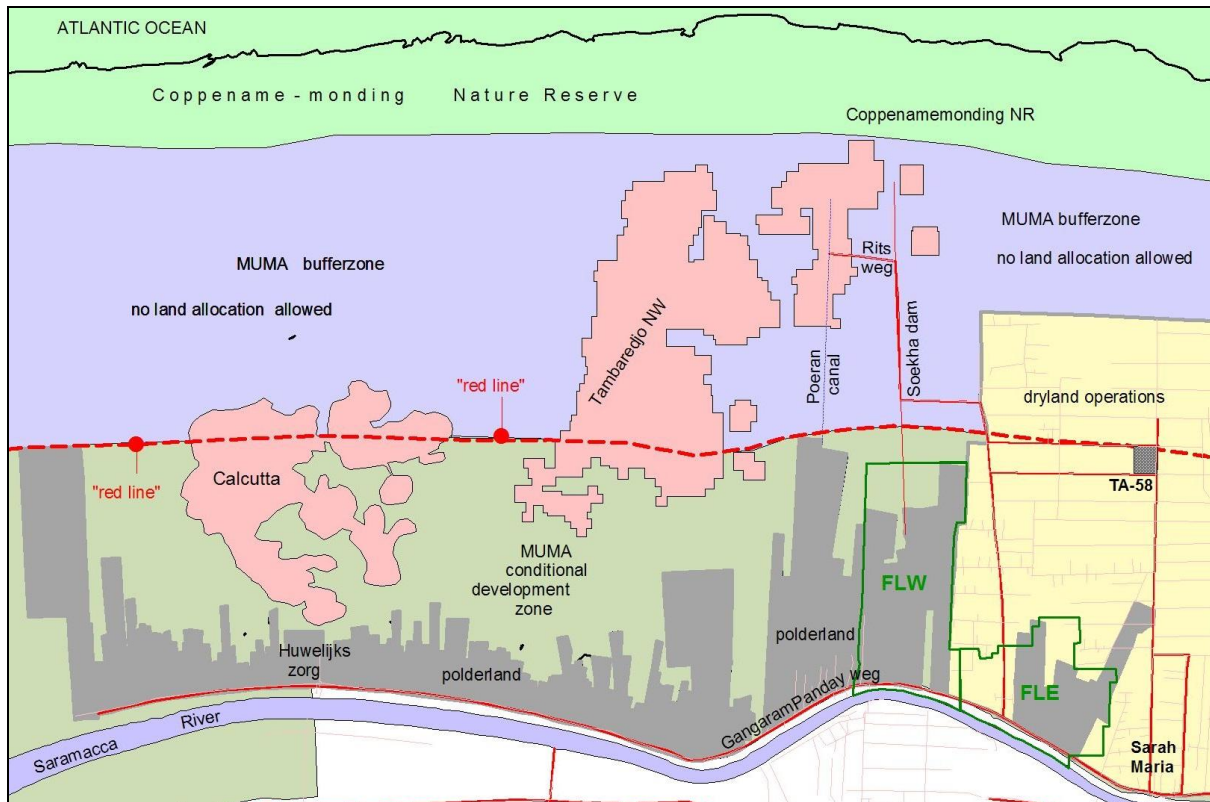 ATLANTIC OCEAN
Coppename - monding Nature Reserve
Coppenamemonding NR
MUMA bufferzone
no land allocation allowed
MUMA bufferzone
no land allocation allowed
Rits
weg
Tambaredjo NW
Poeran
canal
Soekha dam
"red line"
dryland operations
"red line"
Calcutta
TA-58
MUMA
conditional
development
zone
FLW
Huwelijks
zorg
polderland
polderland
GangaramPanday weg
FLE
Saramacca River
Sarah
Maria